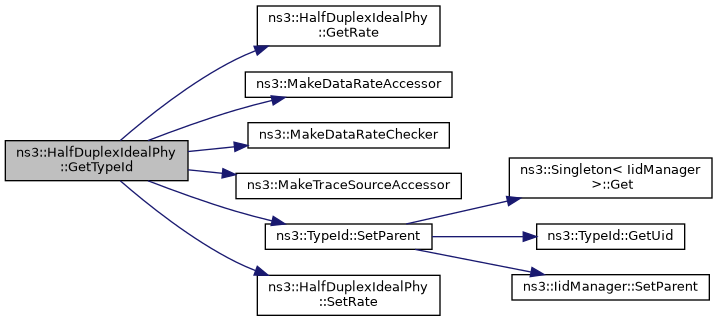 ns3::HalfDuplexIdealPhy
::GetTypeId
ns3::HalfDuplexIdealPhy
::GetRate
ns3::MakeDataRateAccessor
ns3::MakeDataRateChecker
ns3::MakeTraceSourceAccessor
ns3::TypeId::SetParent
ns3::HalfDuplexIdealPhy
::SetRate
ns3::Singleton< IidManager
>::Get
ns3::TypeId::GetUid
ns3::IidManager::SetParent